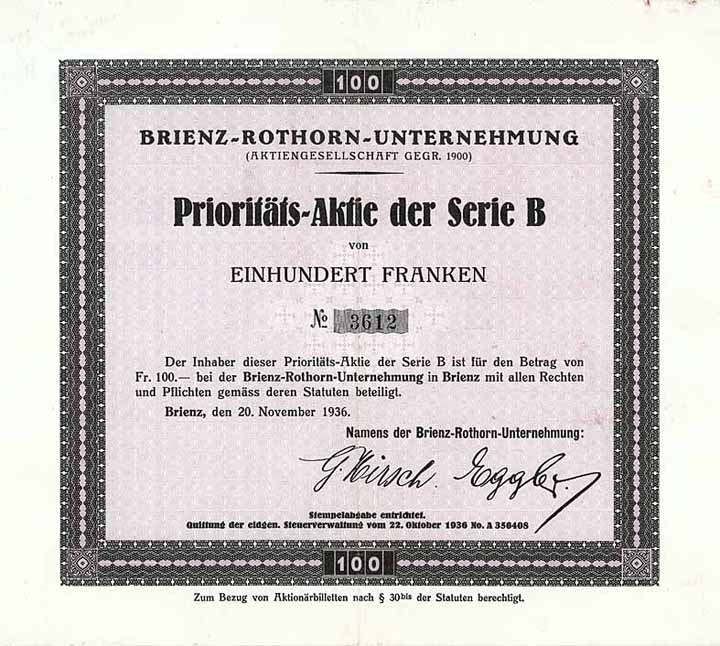 100
BRIENZ-ROTHORN-UNTERNEHMUNG
(AKTIENGESELLSCHAFT GEGR. 1900)
Prioritäts-Aktie der Serie B
von
EINHUNDERT FRANKEN
№ 3612
Der Inhaber dieser Prioritäts-Aktie der Serie B ist für den Betrag von
Fr. 100.— bei der Brienz-Rothorn-Unternehmung in Brienz mit allen Rechten
und Pflichten gemäss deren Statuten beteiligt.
Brienz, den 20. November 1936.
Namens der Brienz-Rothorn-Unternehmung:
G. Hirsch. Eggler.
Stempelabgabe entrichtet.
Quittung der eidgen. Steuerverwaltung vom 22. Oktober 1936 No. A 356408
100
Zum Bezug von Aktionärbilletten nach § 30bis der Statuten berechtigt.